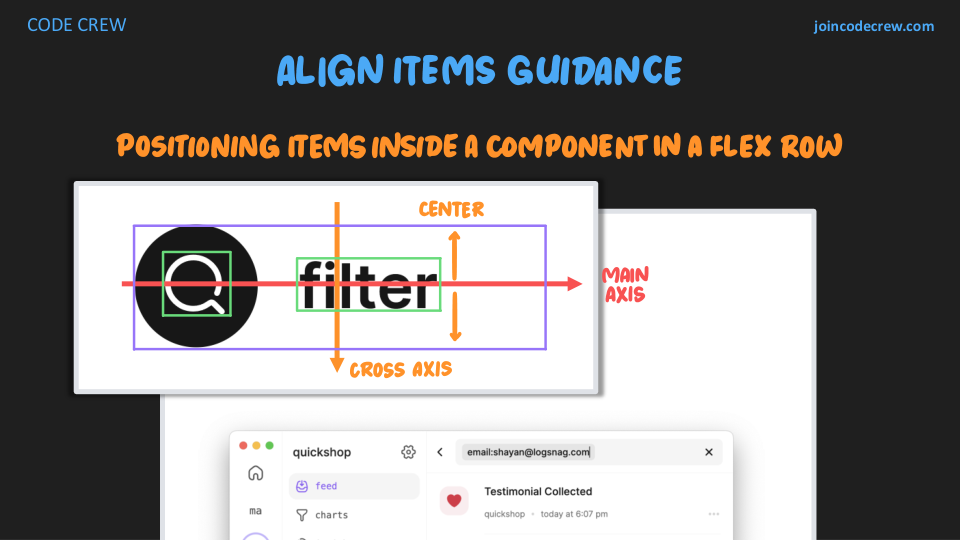 CODE CREW
joincodecrew.com
ALIGN ITEMS GUIDANCE
POSITIONING ITEMS INSIDE A COMPONENT IN A FLEX ROW
CENTER
filter
MAIN
AXIS
CROSS AXIS
quickshop
email:shayan@logsnag.com
feed
Testimonial Collected
ma
charts
quickshop • today at 6:07 pm